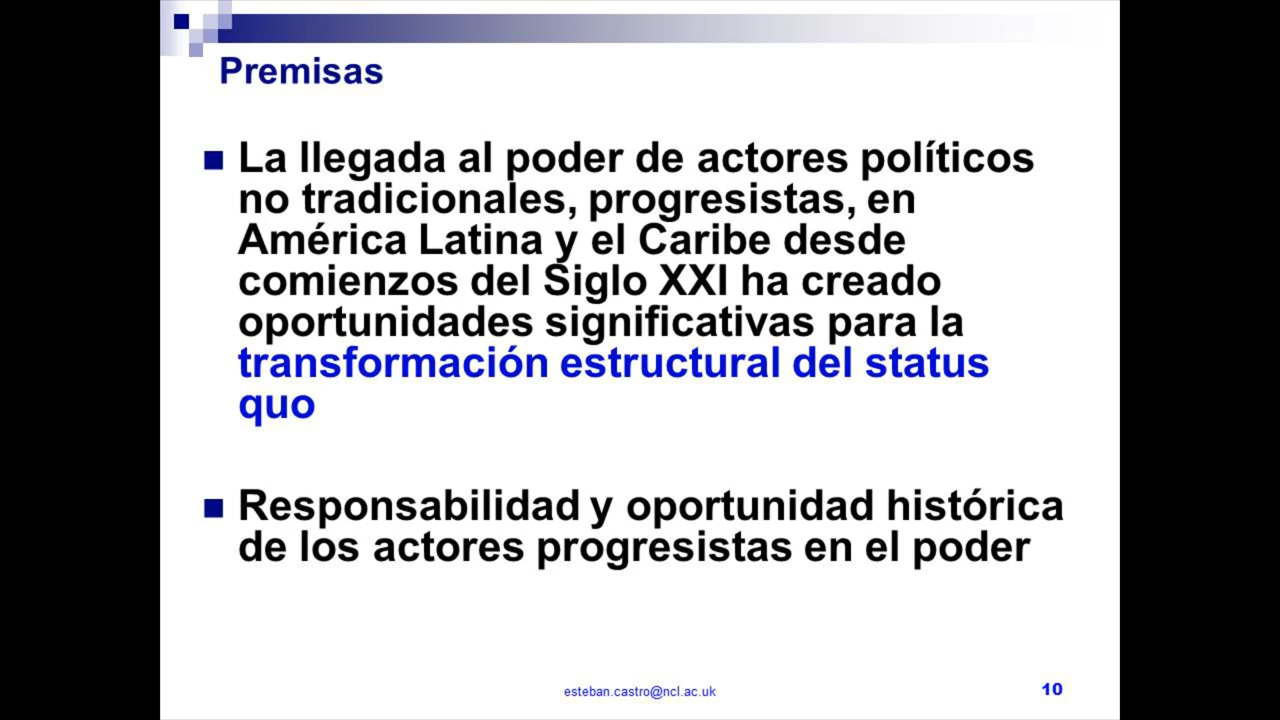 Premisas
La llegada al poder de actores políticos
no tradicionales, progresistas, en
América Latina y el Caribe desde
comienzos del Siglo XXI ha creado
oportunidades significativas para la
transformación estructural del status
quo
Responsabilidad y oportunidad histórica
de los actores progresistas en el poder
esteban.castro@ncl.ac.uk
10